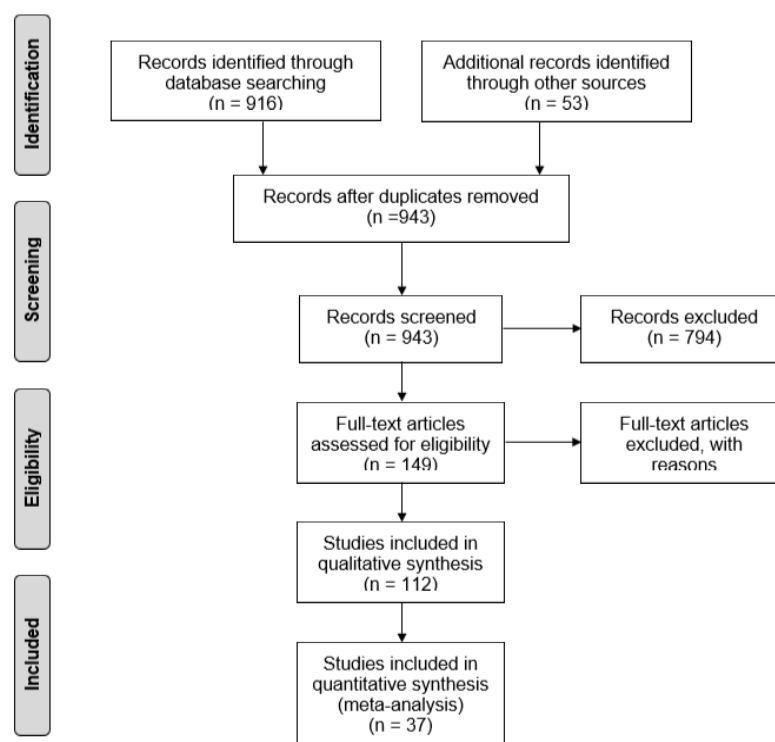 Identification
Records identified through
database searching
(n = 916)
Additional records identified
through other sources
(n = 53)
Records after duplicates removed
(n =943)
Screening
Records screened
(n = 943)
Records excluded
(n = 794)
Eligibility
Full-text articles
assessed for eligibility
(n = 149)
Full-text articles
excluded, with
reasons
Studies included in
qualitative synthesis
(n = 112)
Included
Studies included in
quantitative synthesis
(meta-analysis)
(n = 37)